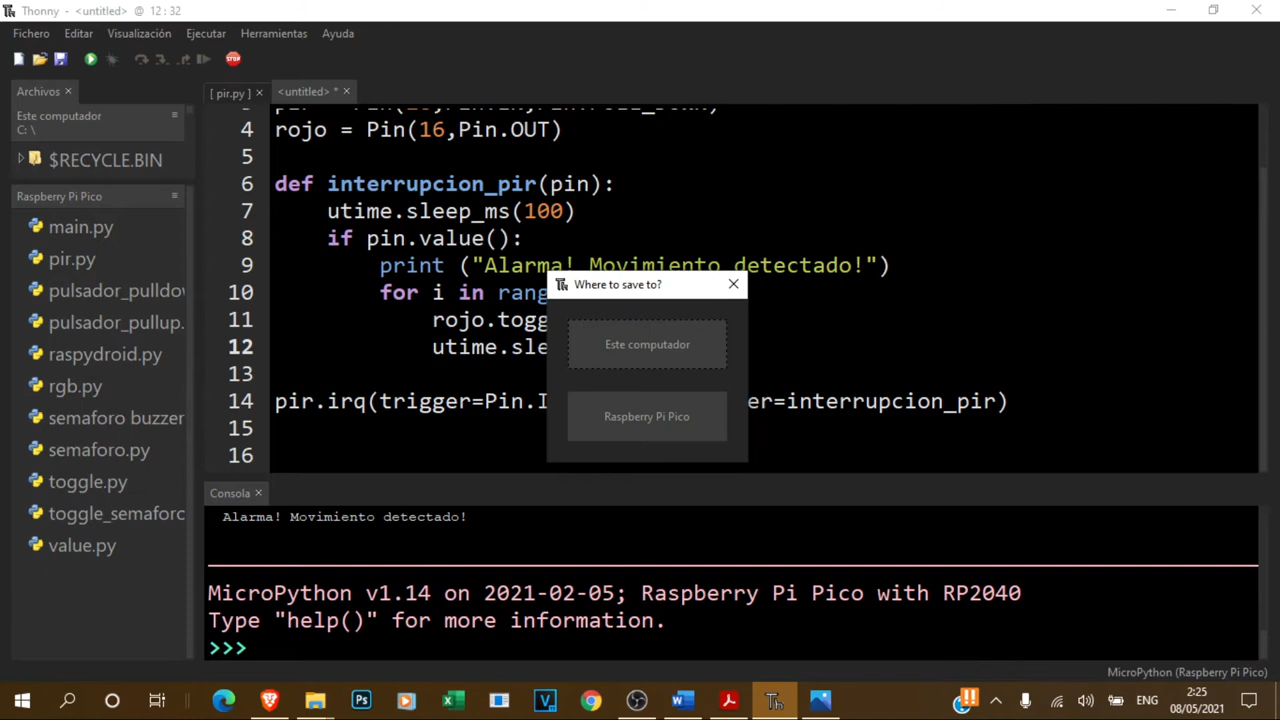 Thonny - <untitled> @ 12 : 32
Fichero Editar Visualización Ejecutar Herramientas Ayuda
STOP
Archivos ×
Este computador
C: \
$RECYCLE.BIN
Raspberry Pi Pico
main.py
pir.py
pulsador_pulldo
pulsador_pullup.
raspydroid.py
rgb.py
semaforo buzzer
semaforo.py
toggle.py
toggle_semaforo
value.py
[ pir.py ] × <untitled> * ×
4 rojo = Pin(16,Pin.OUT)
5
6 def interrupcion_pir(pin):
7 utime.sleep_ms(100)
8 if pin.value():
9 print ("Alarma! Movimiento detectado!")
10 for i in rang
11 rojo.togg
12 utime.sle
13
14 pir.irq(trigger=Pin.I er=interrupcion_pir)
15
16
Where to save to?
Este computador
Raspberry Pi Pico
Consola ×
Alarma! Movimiento detectado!
MicroPython v1.14 on 2021-02-05; Raspberry Pi Pico with RP2040
Type "help()" for more information.
>>>
MicroPython (Raspberry Pi Pico)
ENG
2:25
08/05/2021